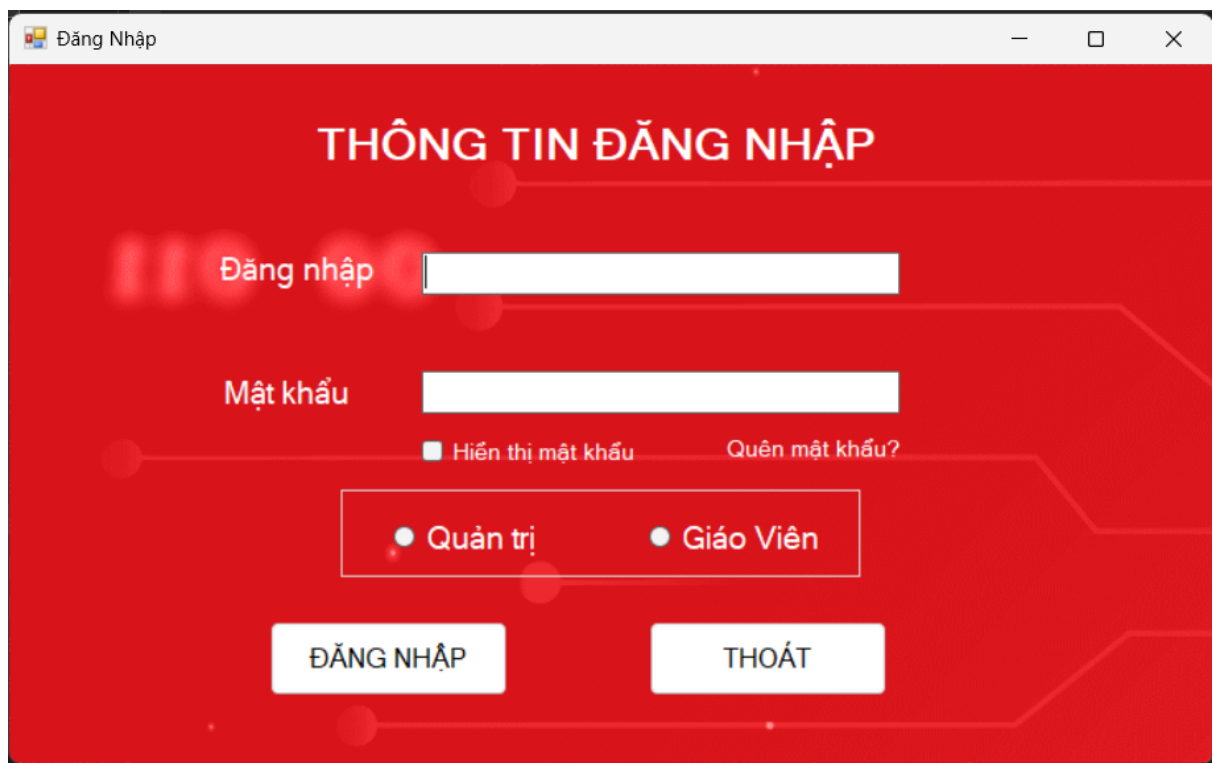 Đăng Nhập
THÔNG TIN ĐĂNG NHẬP
Đăng nhập
Mật khẩu
Hiển thị mật khẩu Quên mật khẩu?
Quản trị Giáo Viên
ĐĂNG NHẬP THOÁT